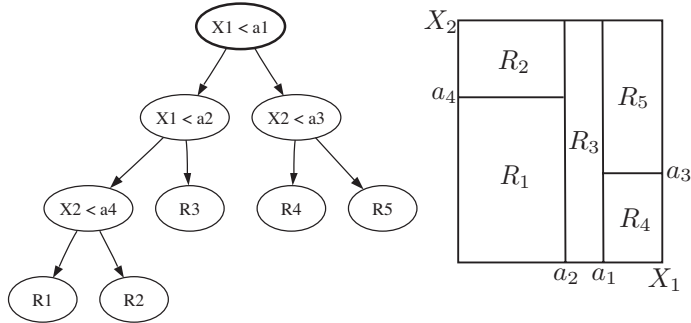 X1 < a1
X1 < a2
X2 < a3
X2 < a4
R3
R4
R5
R1
R2
X₂
R₂
a₄
R₅
R₃
R₁
a₃
R₄
a₂
a₁
X₁